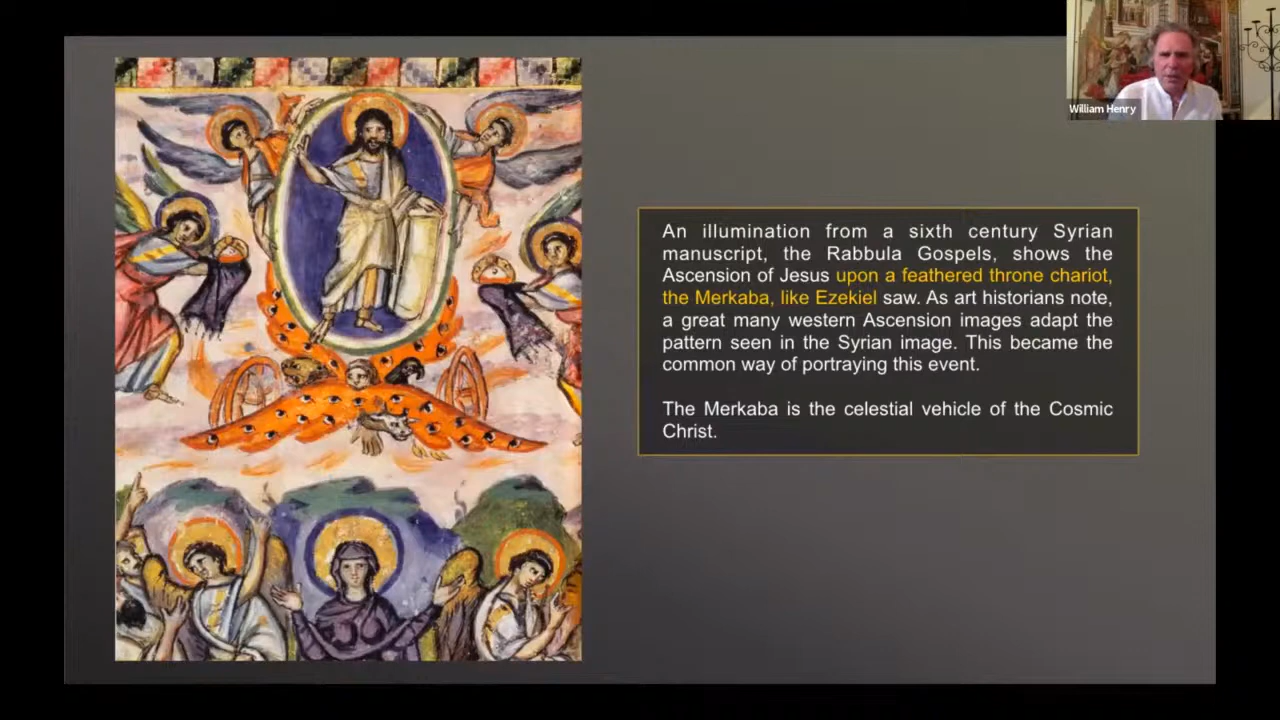 William Henry
An illumination from a sixth century Syrian
manuscript, the Rabbula Gospels, shows the
Ascension of Jesus upon a feathered throne chariot,
the Merkaba, like Ezekiel saw. As art historians note,
a great many western Ascension images adapt the
pattern seen in the Syrian image. This became the
common way of portraying this event.
The Merkaba is the celestial vehicle of the Cosmic
Christ.